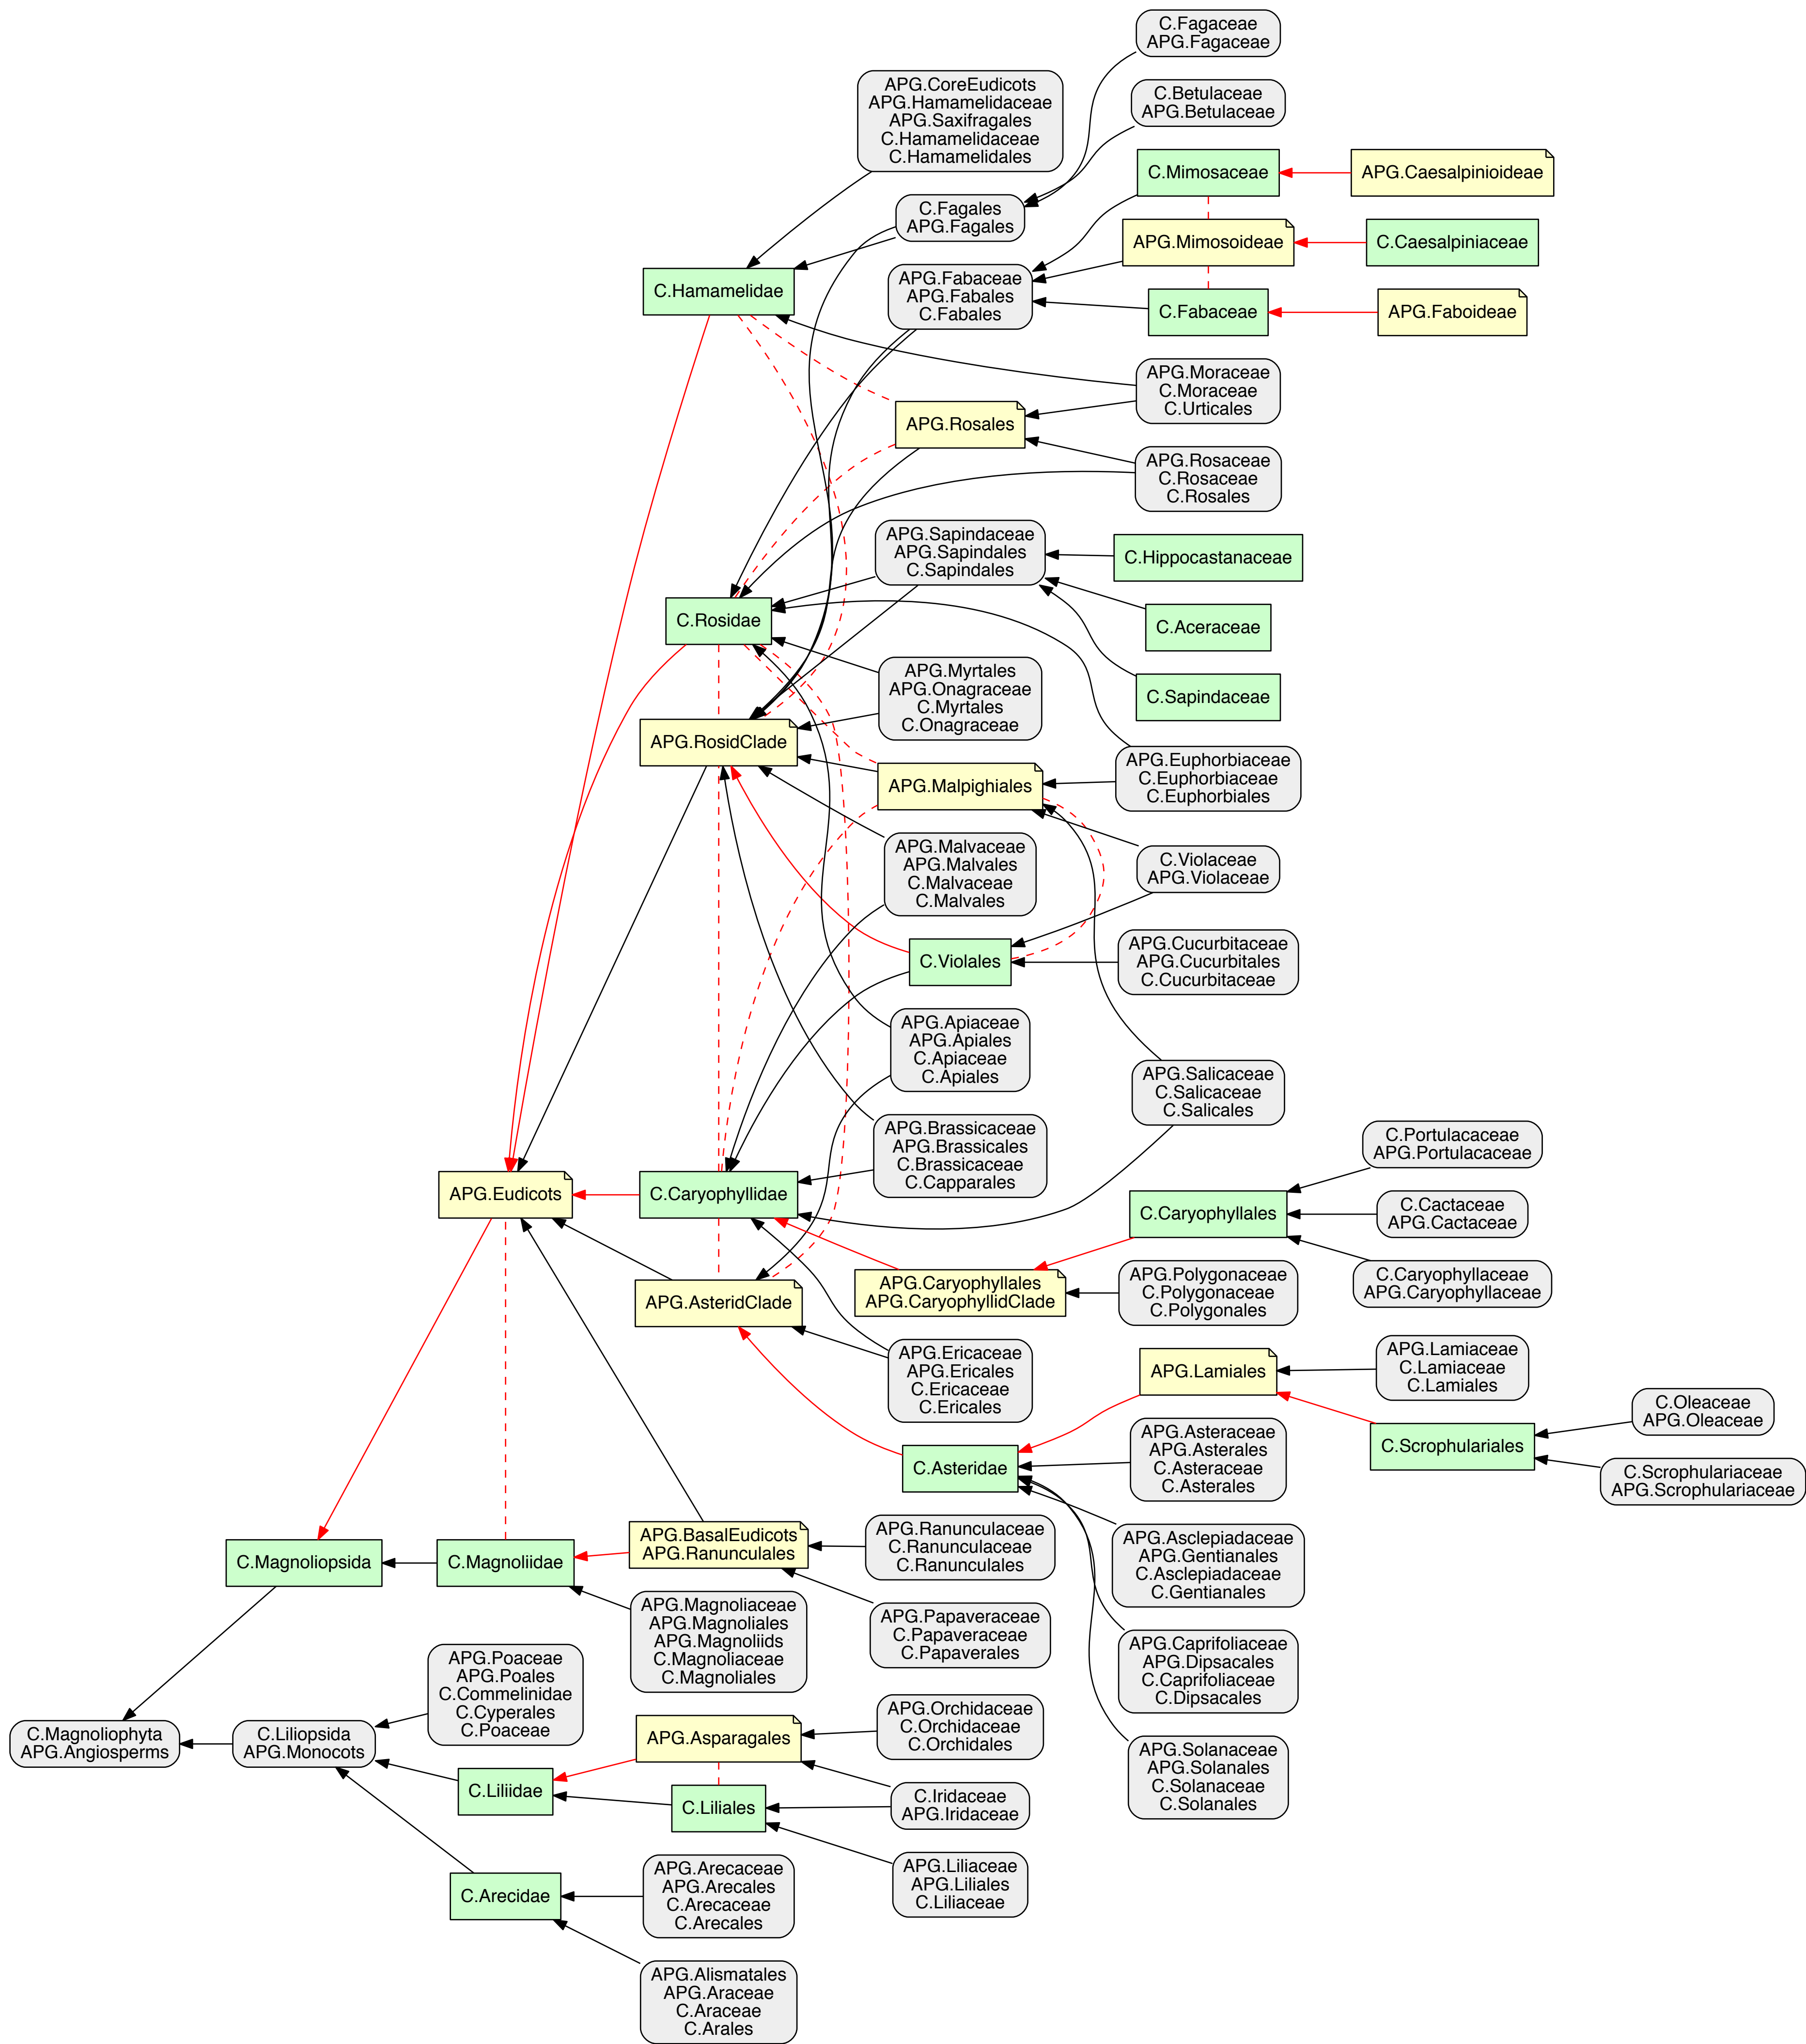 C.Fagaceae
APG.Fagaceae
APG.CoreEudicots
APG.Hamamelidaceae
APG.Saxifragales
C.Hamamelidaceae
C.Hamamelidales
C.Betulaceae
APG.Betulaceae
C.Mimosaceae
APG.Caesalpinioideae
C.Fagales
APG.Fagales
APG.Mimosoideae
C.Caesalpiniaceae
C.Hamamelidae
APG.Fabaceae
APG.Fabales
C.Fabales
C.Fabaceae
APG.Faboideae
APG.Moraceae
C.Moraceae
C.Urticales
APG.Rosales
APG.Rosaceae
C.Rosaceae
C.Rosales
APG.Sapindaceae
APG.Sapindales
C.Sapindales
C.Hippocastanaceae
C.Rosidae
C.Aceraceae
APG.Myrtales
APG.Onagraceae
C.Myrtales
C.Onagraceae
C.Sapindaceae
APG.RosidClade
APG.Malpighiales
APG.Euphorbiaceae
C.Euphorbiaceae
C.Euphorbiales
APG.Malvaceae
APG.Malvales
C.Malvaceae
C.Malvales
C.Violaceae
APG.Violaceae
C.Violales
APG.Cucurbitaceae
APG.Cucurbitales
C.Cucurbitaceae
APG.Apiaceae
APG.Apiales
C.Apiaceae
C.Apiales
APG.Salicaceae
C.Salicaceae
C.Salicales
APG.Brassicaceae
APG.Brassicales
C.Brassicaceae
C.Capparales
C.Portulacaceae
APG.Portulacaceae
APG.Eudicots
C.Caryophyllidae
C.Caryophyllales
C.Cactaceae
APG.Cactaceae
APG.AsteridClade
APG.Caryophyllales
APG.CaryophyllidClade
APG.Polygonaceae
C.Polygonaceae
C.Polygonales
C.Caryophyllaceae
APG.Caryophyllaceae
APG.Ericaceae
APG.Ericales
C.Ericaceae
C.Ericales
APG.Lamiales
APG.Lamiaceae
C.Lamiaceae
C.Lamiales
C.Oleaceae
APG.Oleaceae
C.Asteridae
APG.Asteraceae
APG.Asterales
C.Asteraceae
C.Asterales
C.Scrophulariales
C.Scrophulariaceae
APG.Scrophulariaceae
C.Magnoliopsida
C.Magnoliidae
APG.BasalEudicots
APG.Ranunculales
APG.Ranunculaceae
C.Ranunculaceae
C.Ranunculales
APG.Asclepiadaceae
APG.Gentianales
C.Asclepiadaceae
C.Gentianales
APG.Magnoliaceae
APG.Magnoliales
APG.Magnoliids
C.Magnoliaceae
C.Magnoliales
APG.Papaveraceae
C.Papaveraceae
C.Papaverales
APG.Caprifoliaceae
APG.Dipsacales
C.Caprifoliaceae
C.Dipsacales
APG.Poaceae
APG.Poales
C.Commelinidae
C.Cyperales
C.Poaceae
C.Magnoliophyta
APG.Angiosperms
C.Liliopsida
APG.Monocots
APG.Asparagales
APG.Orchidaceae
C.Orchidaceae
C.Orchidales
APG.Solanaceae
APG.Solanales
C.Solanaceae
C.Solanales
C.Liliidae
C.Liliales
C.Iridaceae
APG.Iridaceae
C.Arecidae
APG.Arecaceae
APG.Arecales
C.Arecaceae
C.Arecales
APG.Liliaceae
APG.Liliales
C.Liliaceae
APG.Alismatales
APG.Araceae
C.Araceae
C.Arales